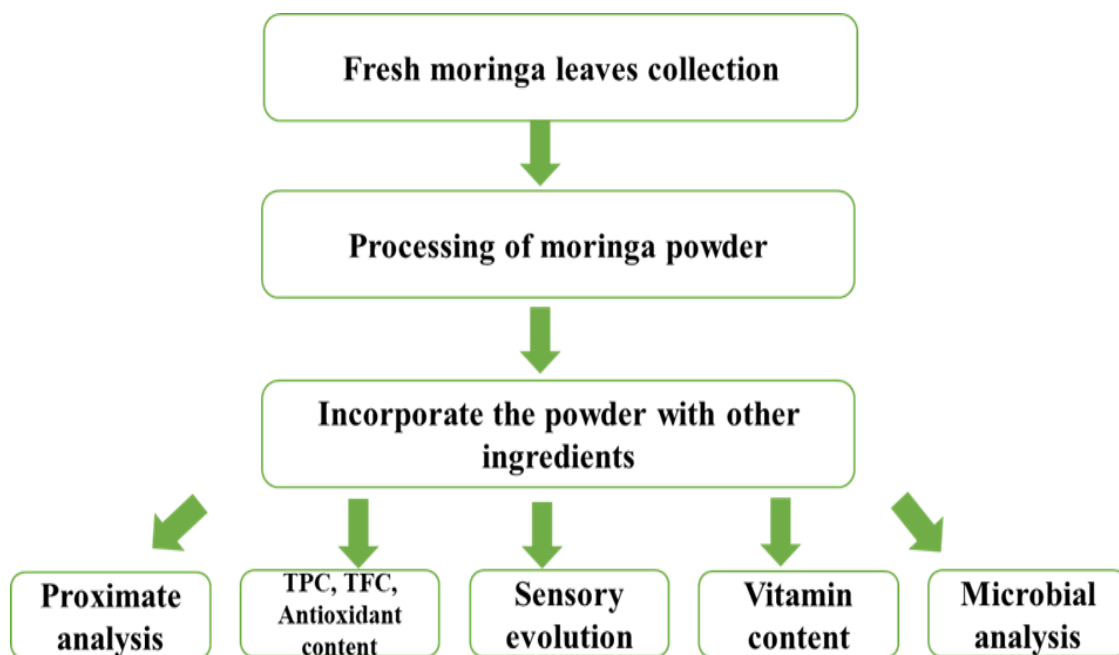 Fresh moringa leaves collection
Processing of moringa powder
Incorporate the powder with other
ingredients
Proximate
analysis
TPC, TFC,
Antioxidant
content
Sensory
evolution
Vitamin
content
Microbial
analysis